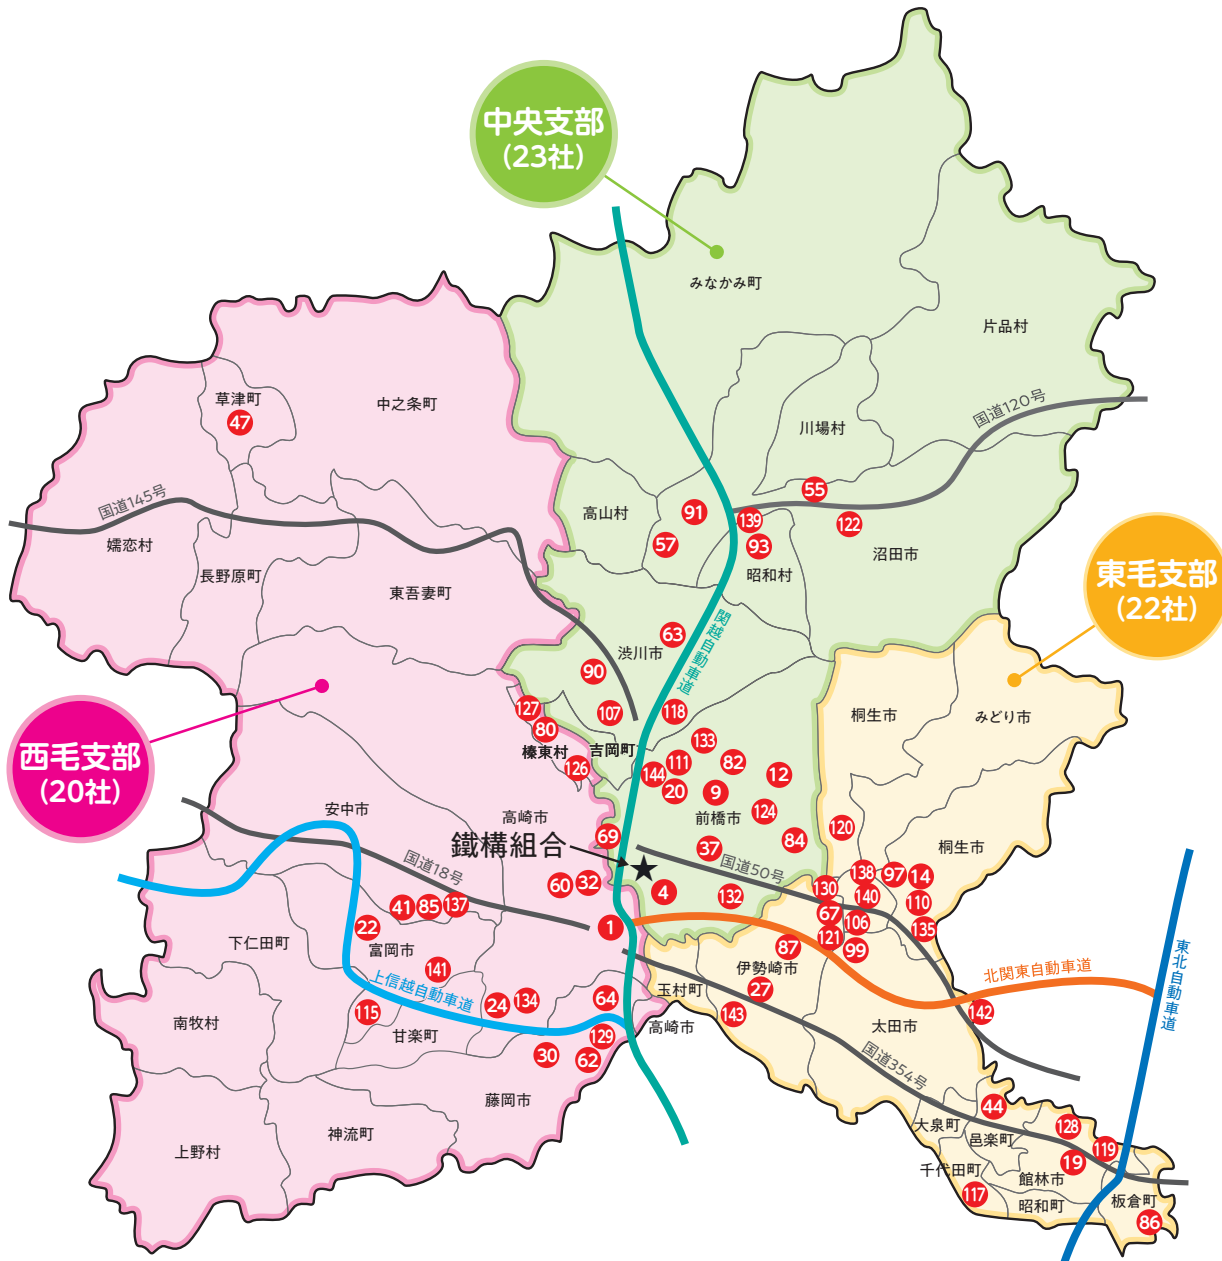 中央支部
(23社)
みなかみ町
片品村
草津町
47
中之条町
国道120号
川場村
国道145号
55
91
高山村
139
122
57
93
嬬恋村
昭和村
沼田市
長野原町
東吾妻町
東毛支部
(22社)
関越自動車道
63
渋川市
90
127
107
118
桐生市
みどり市
80
133
西毛支部
(20社)
榛東村
吉岡町
126
111
82
144
12
20
9
安中市
高崎市
前橋市
124
120
69
84
鐵構組合
37
桐生市
国道18号
国道50号
138
97
14
60
32
4
130
140
132
41
85
137
67
106
110
22
1
121
135
99
下仁田町
富岡市
87
東北自動車道
141
伊勢崎市
北関東自動車道
上信越自動車道
玉村町
27
24
134
64
115
143
142
南牧村
高崎市
太田市
甘楽町
129
30
62
国道354号
藤岡市
44
神流町
大泉町
128
邑楽町
上野村
119
千代田町
19
館林市
117
昭和町
板倉町
86